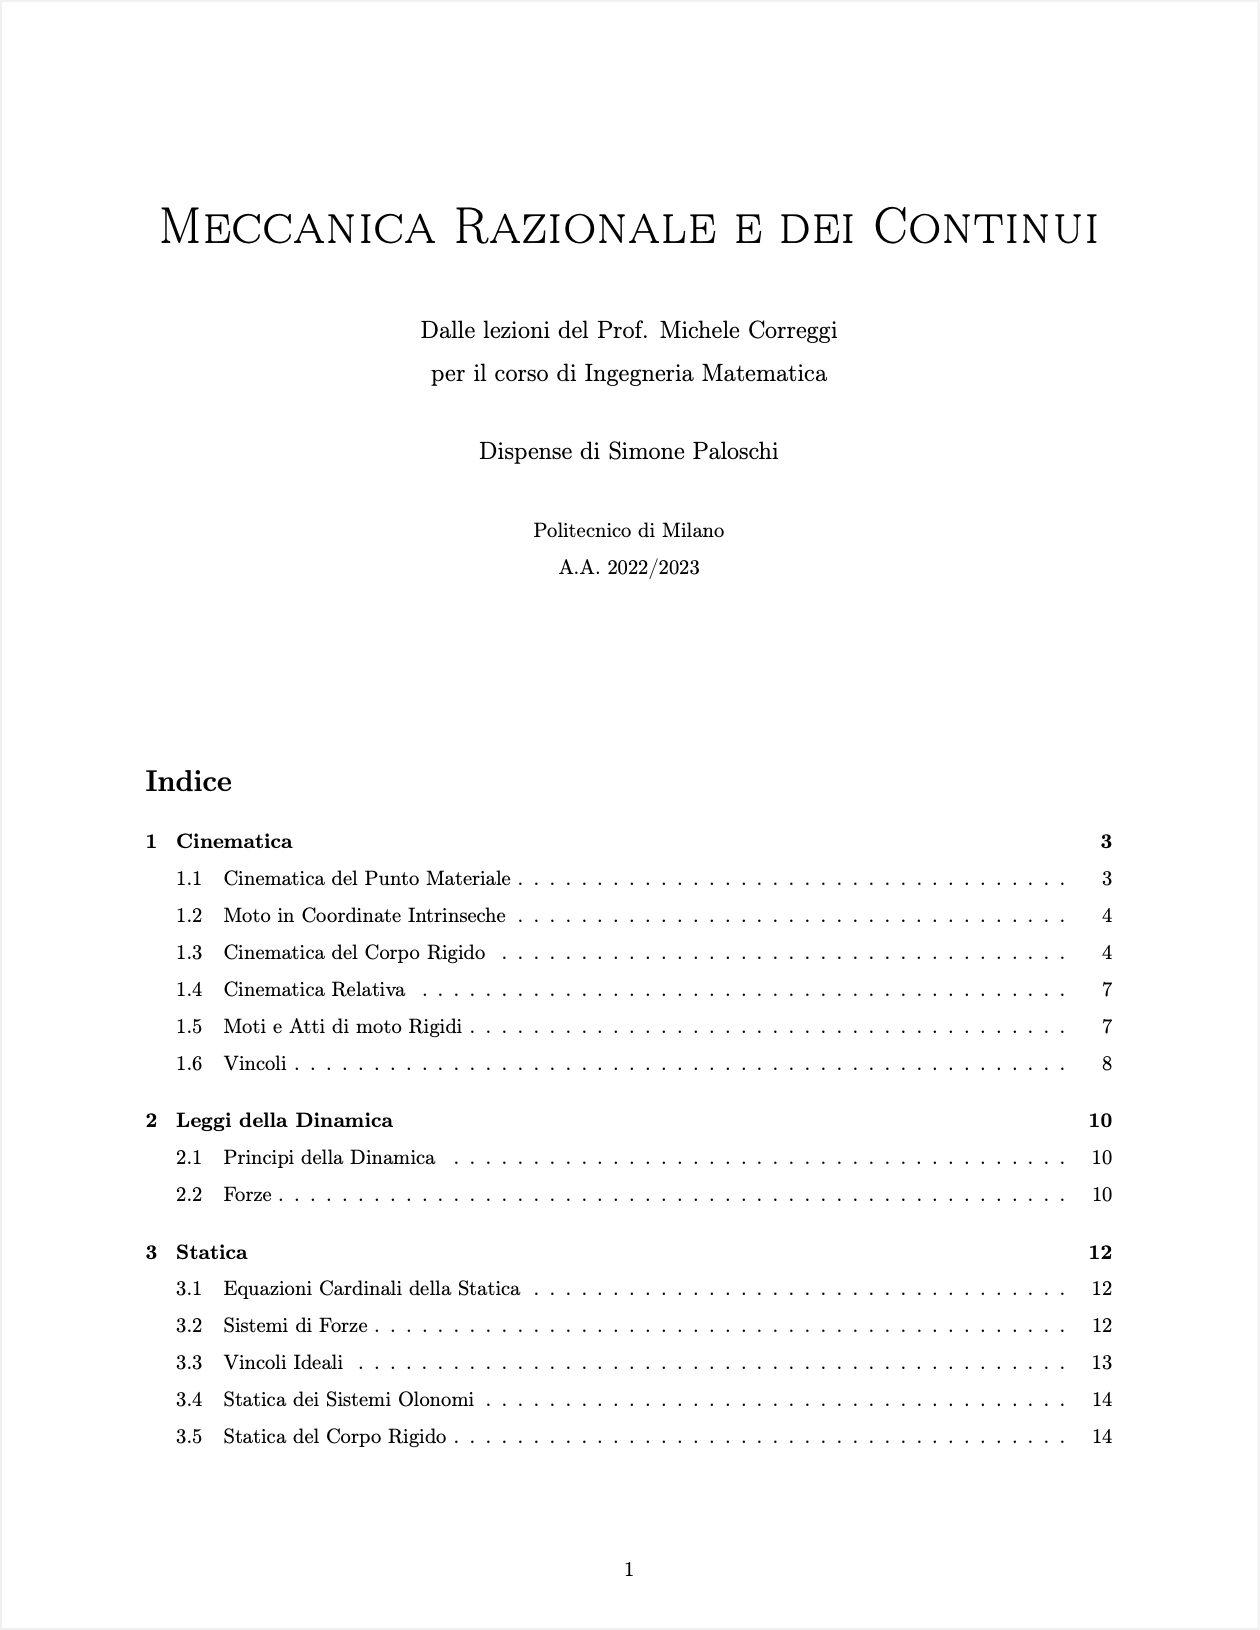 Meccanica Razionale e dei Continui
Dalle lezioni del Prof. Michele Correggi
per il corso di Ingegneria Matematica
Dispense di Simone Paloschi
Politecnico di Milano
A.A. 2022/2023
Indice
1 Cinematica 3
1.1 Cinematica del Punto Materiale . . . . . . . . . . . . . . . . . . . . . . . . . . . . . . . . . . . 3
1.2 Moto in Coordinate Intrinseche . . . . . . . . . . . . . . . . . . . . . . . . . . . . . . . . . . . 4
1.3 Cinematica del Corpo Rigido . . . . . . . . . . . . . . . . . . . . . . . . . . . . . . . . . . . . 4
1.4 Cinematica Relativa . . . . . . . . . . . . . . . . . . . . . . . . . . . . . . . . . . . . . . . . . 7
1.5 Moti e Atti di moto Rigidi . . . . . . . . . . . . . . . . . . . . . . . . . . . . . . . . . . . . . . 7
1.6 Vincoli . . . . . . . . . . . . . . . . . . . . . . . . . . . . . . . . . . . . . . . . . . . . . . . . . 8
2 Leggi della Dinamica 10
2.1 Principi della Dinamica . . . . . . . . . . . . . . . . . . . . . . . . . . . . . . . . . . . . . . . 10
2.2 Forze . . . . . . . . . . . . . . . . . . . . . . . . . . . . . . . . . . . . . . . . . . . . . . . . . . 10
3 Statica 12
3.1 Equazioni Cardinali della Statica . . . . . . . . . . . . . . . . . . . . . . . . . . . . . . . . . . 12
3.2 Sistemi di Forze . . . . . . . . . . . . . . . . . . . . . . . . . . . . . . . . . . . . . . . . . . . . 12
3.3 Vincoli Ideali . . . . . . . . . . . . . . . . . . . . . . . . . . . . . . . . . . . . . . . . . . . . . 13
3.4 Statica dei Sistemi Olonomi . . . . . . . . . . . . . . . . . . . . . . . . . . . . . . . . . . . . . 14
3.5 Statica del Corpo Rigido . . . . . . . . . . . . . . . . . . . . . . . . . . . . . . . . . . . . . . . 14
1